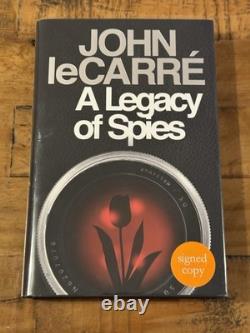 JOHN
leCARRÉ
A Legacy
of Spies
signed
copy